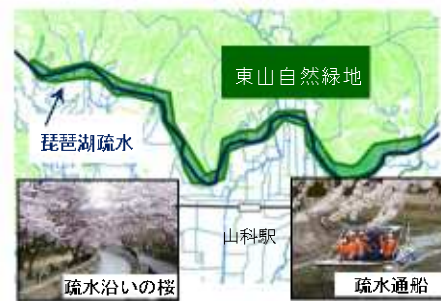 東山自然緑地
琵琶湖疏水
山科駅
疏水沿いの桜
疏水通船